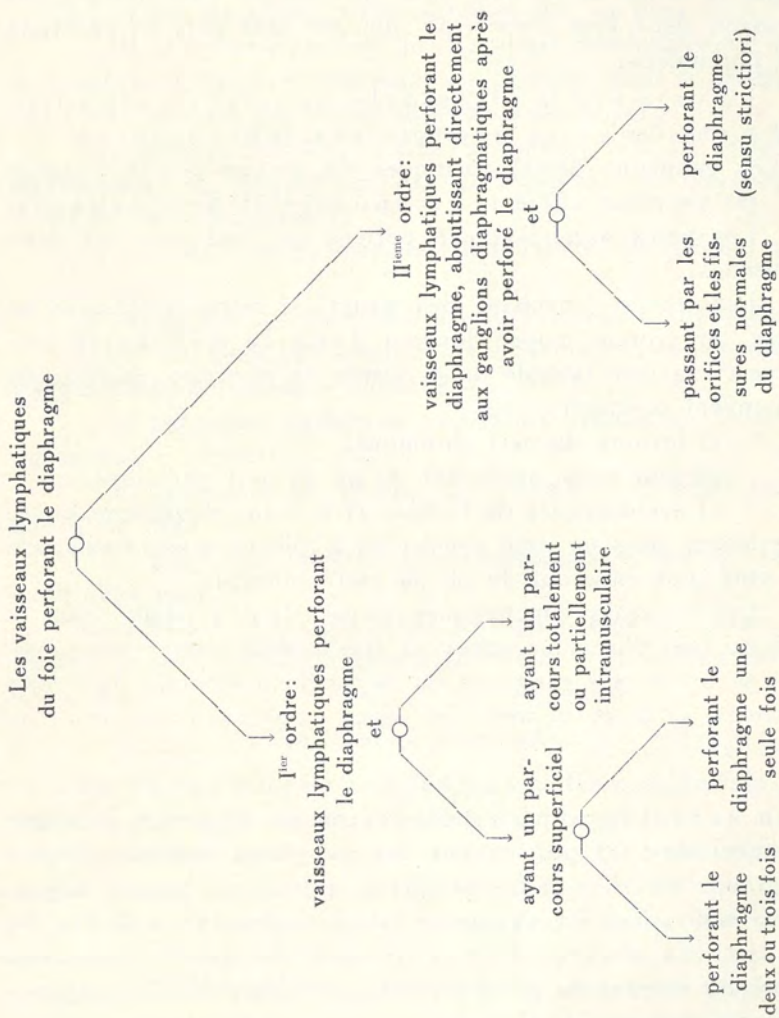 Les vaisseaux lymphatiques
du foie perforant le diaphragme
Iier ordre:
vaisseaux lymphatiques perforant
le diaphragme
et
ayant un par-
cours superficiel
perforant le
diaphragme
deux ou trois fois
perforant le
diaphragme une
seule fois
ayant un par-
cours totalement
ou partiellement
intramusculaire
IIieme ordré:
vaisseaux lymphatiques perforant le
diaphragme, aboutissant directement
aux ganglions diaphragmatiques après
avoir perforé le diaphragme
et
passant par les
orifices et les fis-
sures normales
du diaphragme
perforant le
diaphragme
(sensu strictiori)